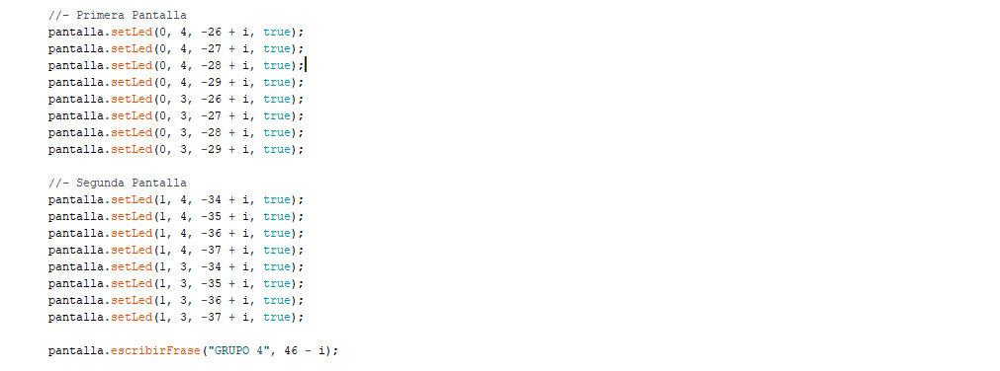 //- Primera Pantalla
pantalla.setLed(0, 4, -26 + i, true);
pantalla.setLed(0, 4, -27 + i, true);
pantalla.setLed(0, 4, -28 + i, true);
pantalla.setLed(0, 4, -29 + i, true);
pantalla.setLed(0, 3, -26 + i, true);
pantalla.setLed(0, 3, -27 + i, true);
pantalla.setLed(0, 3, -28 + i, true);
pantalla.setLed(0, 3, -29 + i, true);
//- Segunda Pantalla
pantalla.setLed(1, 4, -34 + i, true);
pantalla.setLed(1, 4, -35 + i, true);
pantalla.setLed(1, 4, -36 + i, true);
pantalla.setLed(1, 4, -37 + i, true);
pantalla.setLed(1, 3, -34 + i, true);
pantalla.setLed(1, 3, -35 + i, true);
pantalla.setLed(1, 3, -36 + i, true);
pantalla.setLed(1, 3, -37 + i, true);
pantalla.escribirFrase("GRUPO 4", 46 - i);